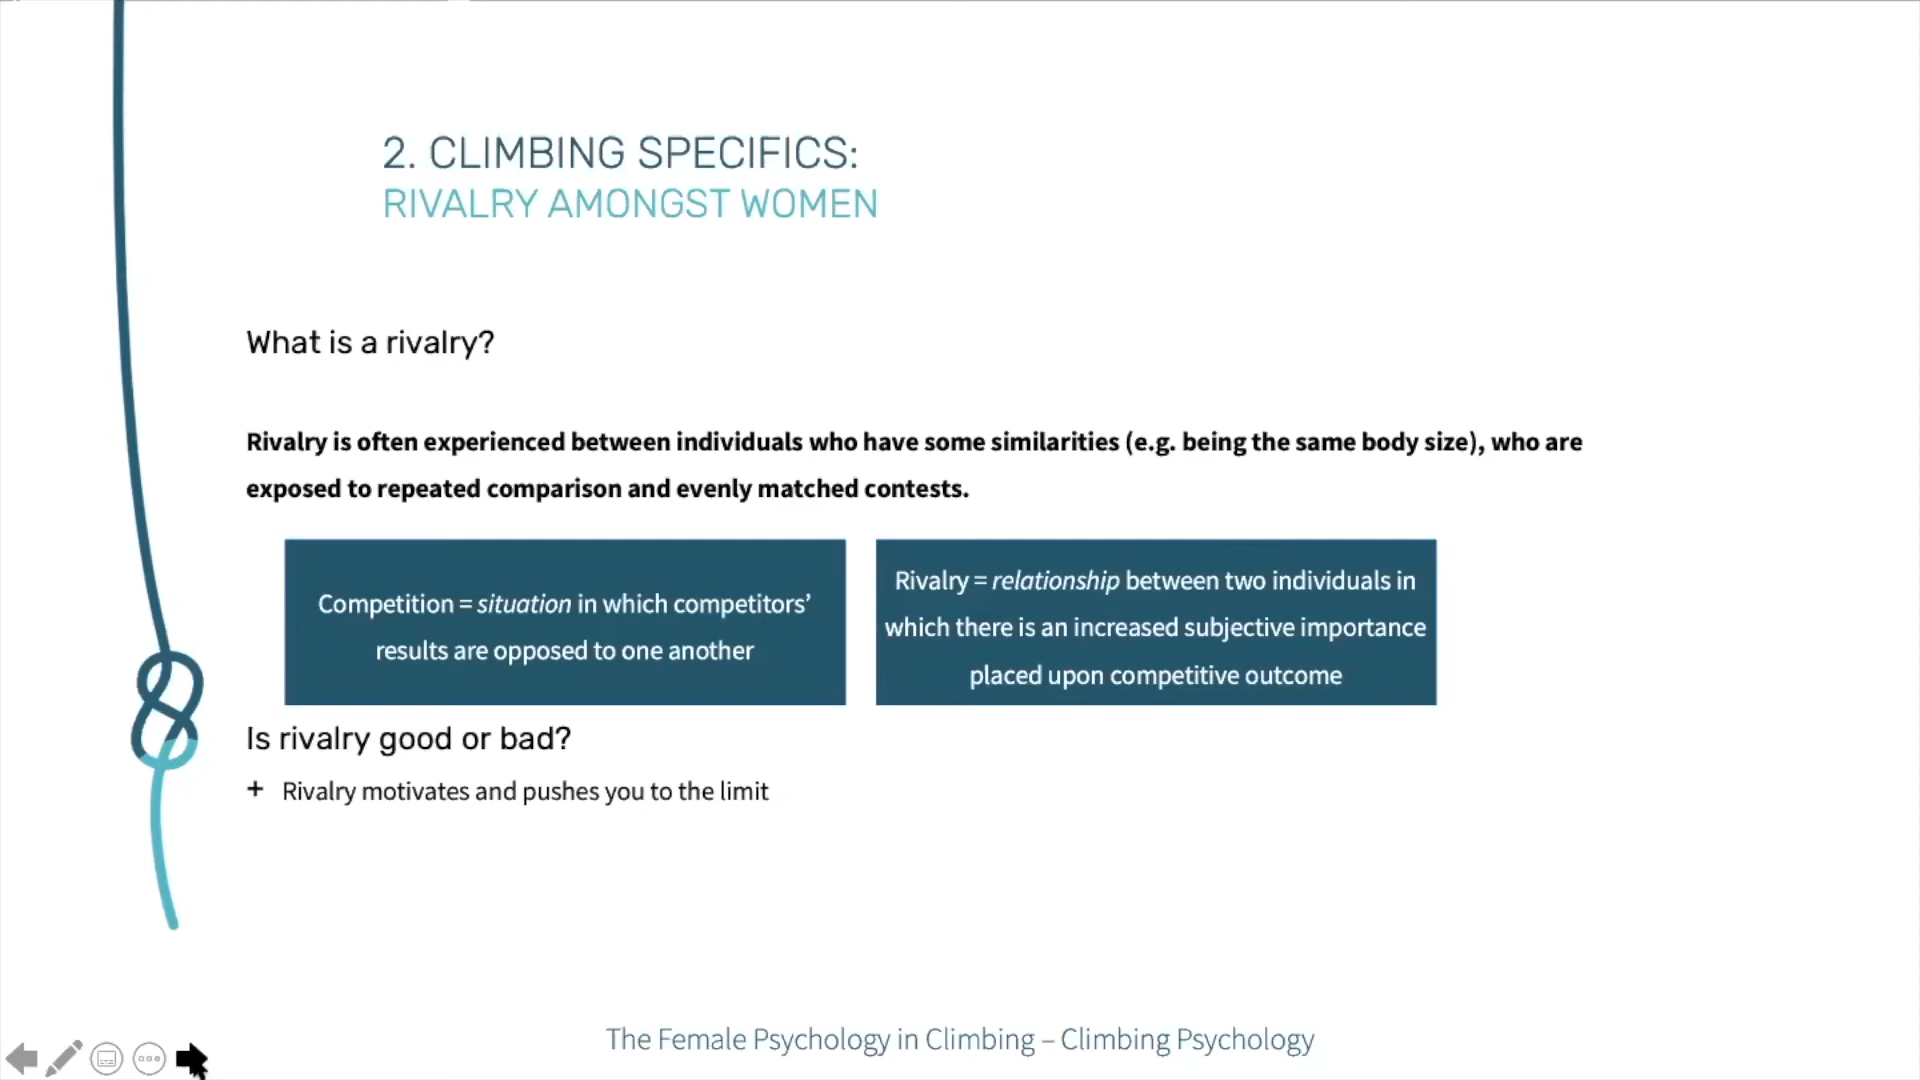 2. CLIMBING SPECIFICS:
RIVALRY AMONGST WOMEN
What is a rivalry?
Rivalry is often experienced between individuals who have some similarities (e.g. being the same body size), who are
exposed to repeated comparison and evenly matched contests.
Competition = situation in which competitors’
results are opposed to one another
Rivalry = relationship between two individuals in
which there is an increased subjective importance
placed upon competitive outcome
Is rivalry good or bad?
+ Rivalry motivates and pushes you to the limit
The Female Psychology in Climbing – Climbing Psychology